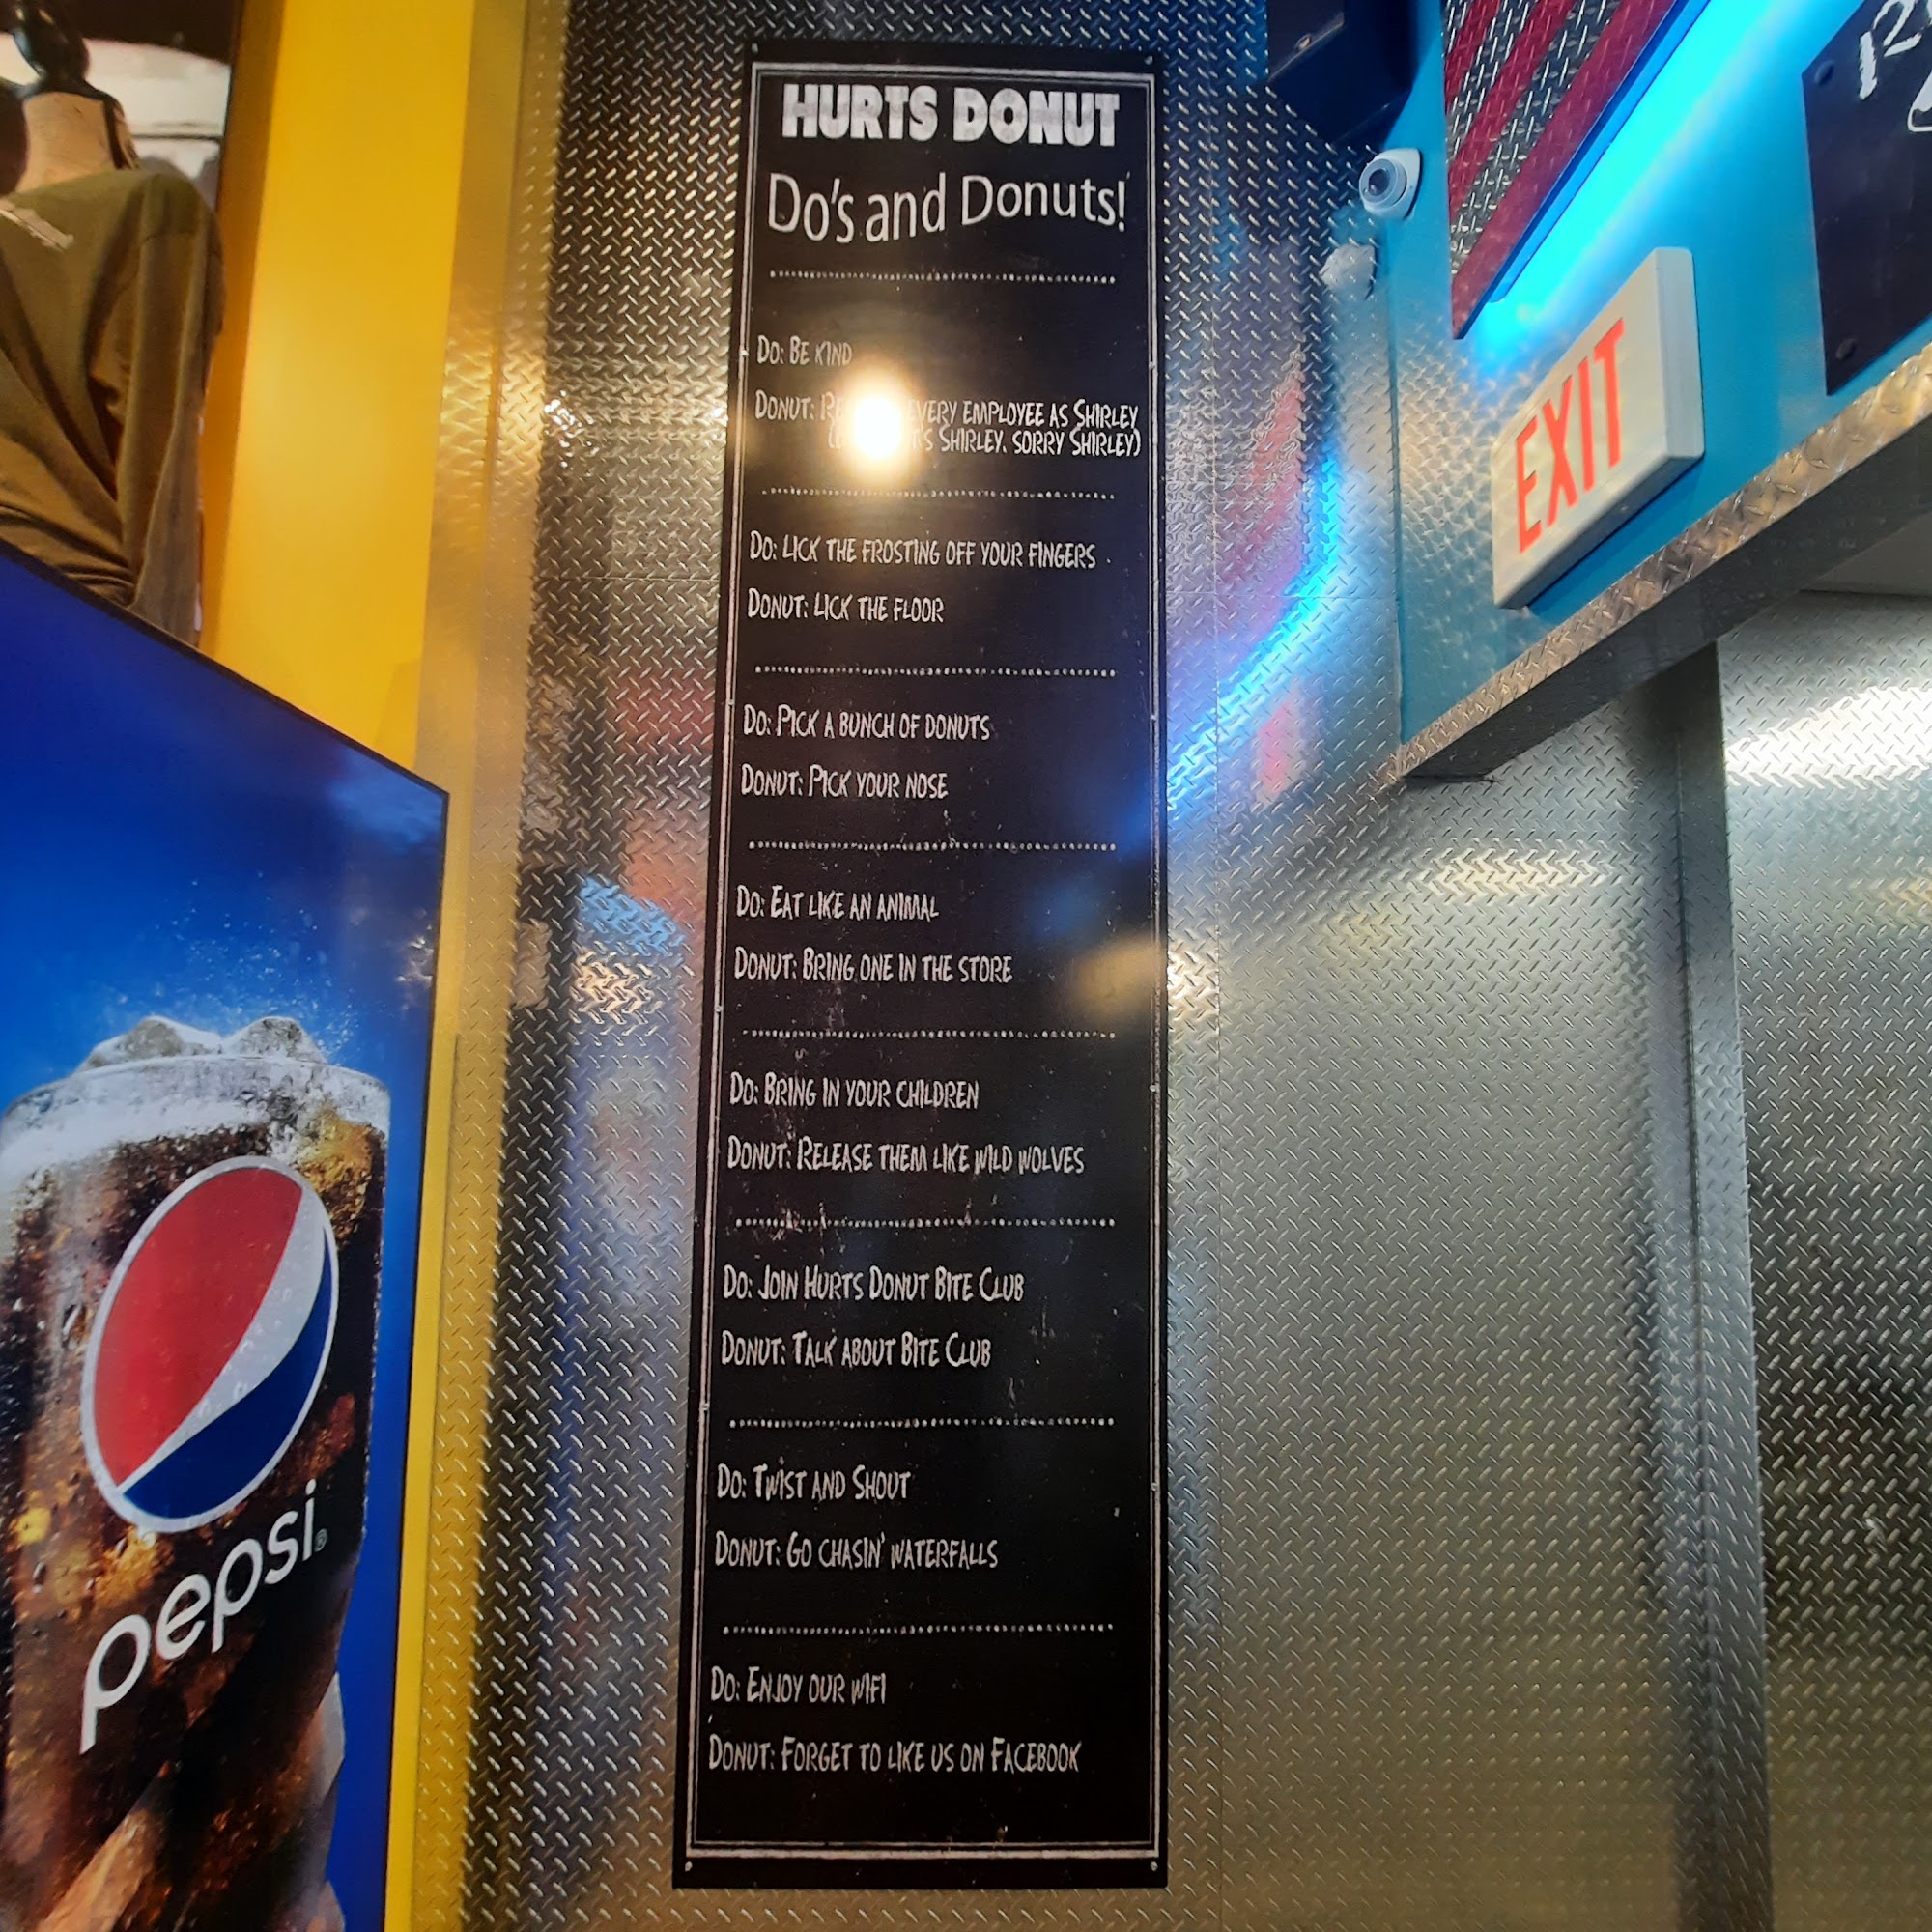 HURTS DONUT
Do's and Donuts!
DO: BE KIND
DONUT: EVERY EMPLOYEE AS SHIRLEY
SHIRLEY. SORRY SHIRLEY)
DO: LICK THE FROSTING OFF YOUR FINGERS
DONUT: LICK THE FLOOR
DO: PICK A BUNCH OF DONUTS
DONUT: PICK YOUR NOSE
DO: EAT LIKE AN ANIMAL
DONUT: BRING ONE IN THE STORE
DO: BRING IN YOUR CHILDREN
DONUT: RELEASE THEM LIKE WILD WOLVES
DO: JOIN HURTS DONUT BITE CLUB
DONUT: TALK ABOUT BITE CLUB
DO: TWIST AND SHOUT
DONUT: GO CHASIN' WATERFALLS
DO: ENJOY OUR WIFI
DONUT: FORGET TO LIKE US ON FACEBOOK
EXIT
pepsi®